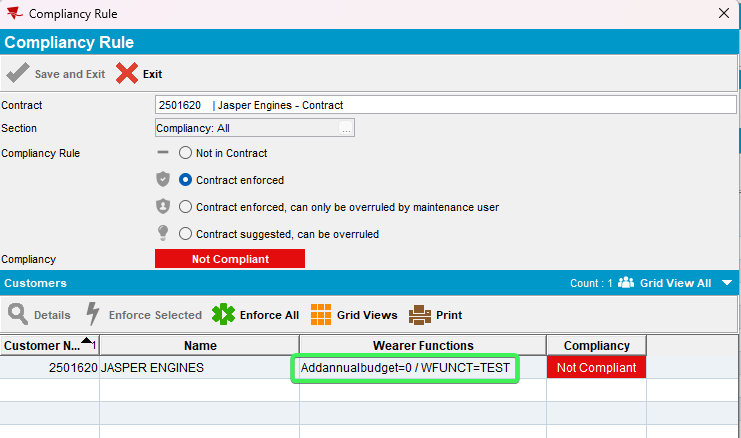 Compliancy Rule
Compliancy Rule
Save and Exit Exit
Contract 2501620 | Jasper Engines - Contract
Section Compliancy: All ...
Compliancy Rule Not in Contract
Contract enforced
Contract enforced, can only be overruled by maintenance user
Contract suggested, can be overruled
Compliancy Not Compliant
Customers Count : 1 Grid View All
Details Enforce Selected Enforce All Grid Views Print
Customer N... 1 Name Wearer Functions Compliancy
2501620 JASPER ENGINES Addannualbudget=0 / WFUNCT=TEST Not Compliant